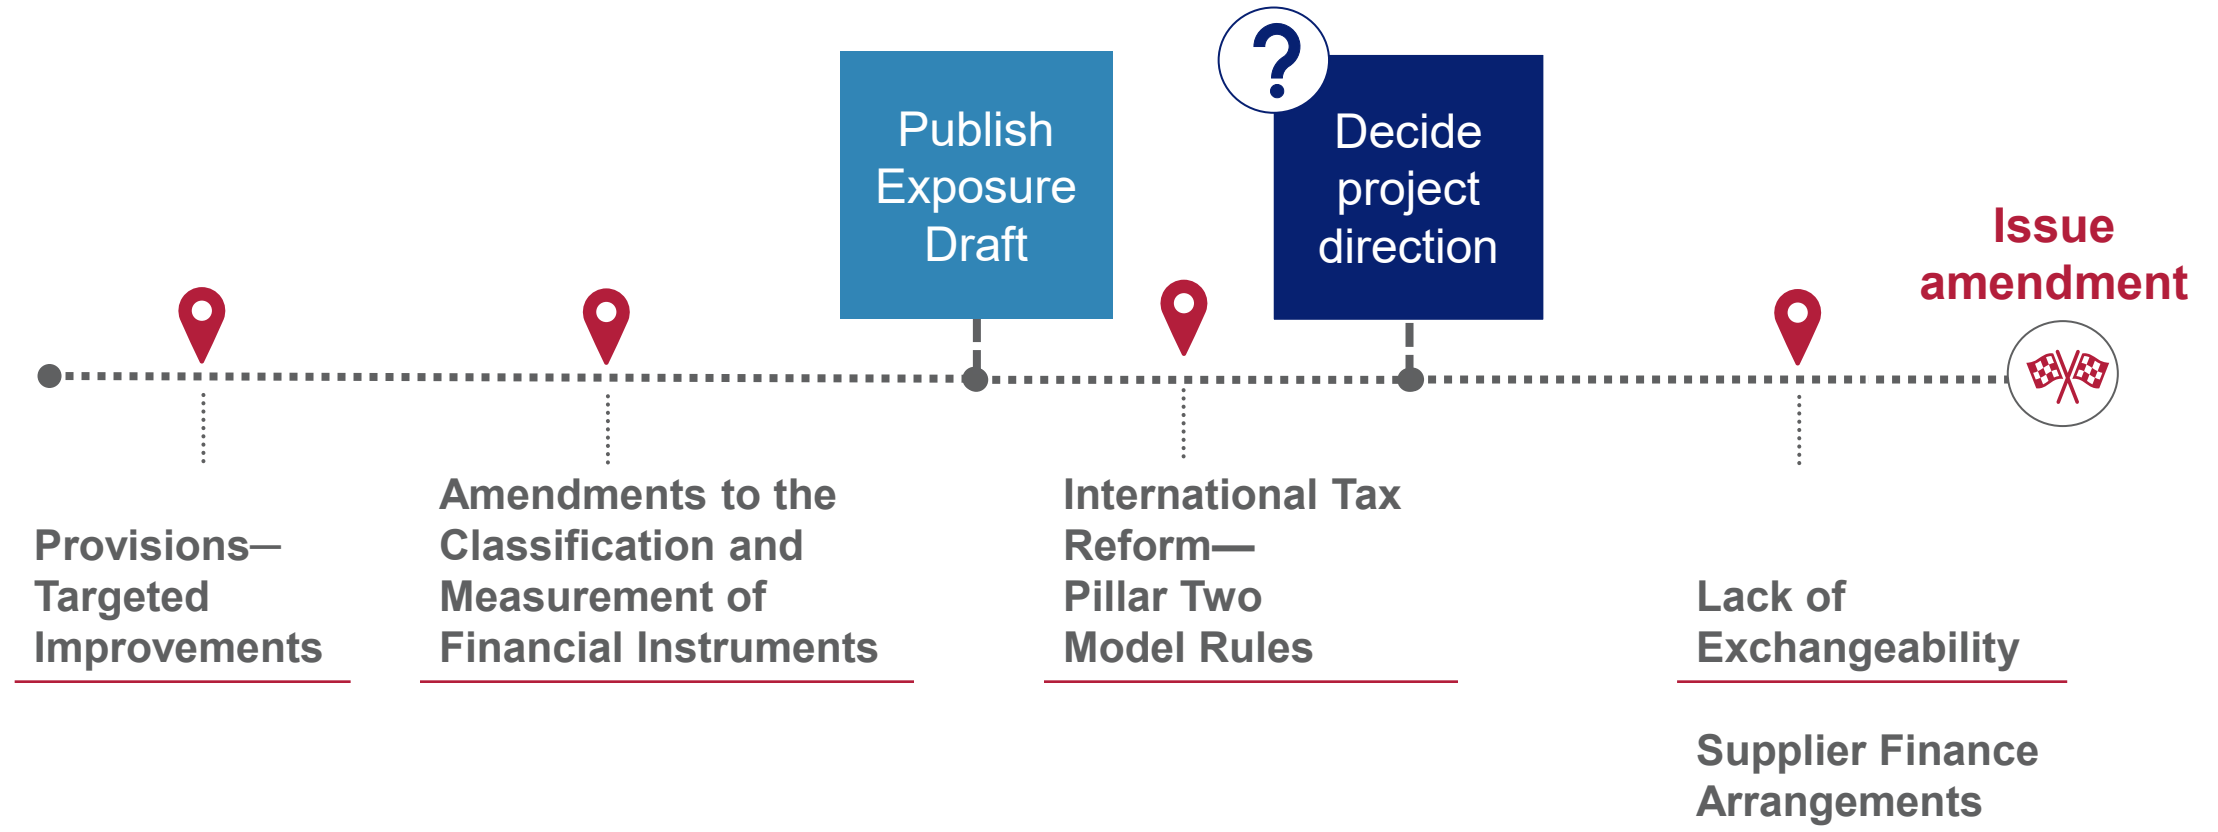 Publish
Exposure
Draft
?
Decide
project
direction
Issue
amendment
Provisions—
Targeted
Improvements
Amendments to the
Classification and
Measurement of
Financial Instruments
International Tax
Reform—
Pillar Two
Model Rules
Lack of
Exchangeability
Supplier Finance
Arrangements